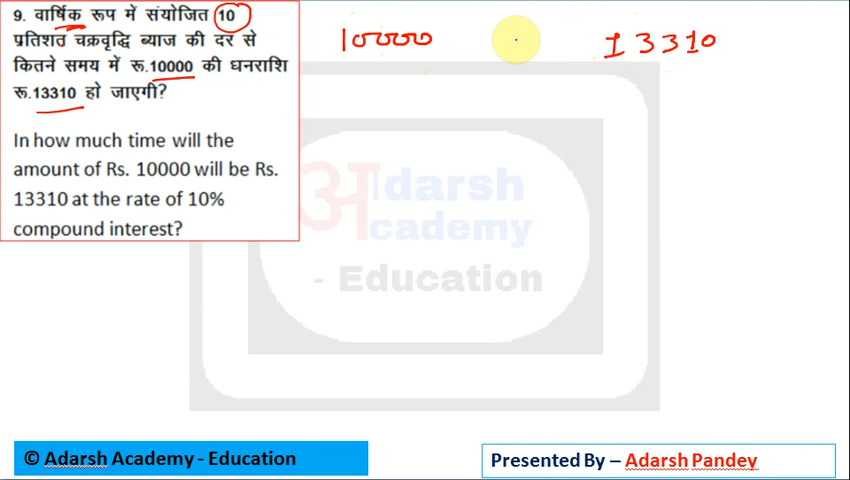 9. वार्षिक रूप में संयोजित 10
प्रतिशत चक्रवृद्धि ब्याज की दर से
कितने समय में रू.10000 की धनराशि
रू.13310 हो जाएगी?
In how much time will the
amount of Rs. 10000 will be Rs.
13310 at the rate of 10%
compound interest?
10000 13310
अdarsh
Academy
- Education
© Adarsh Academy - Education
Presented By – Adarsh Pandey